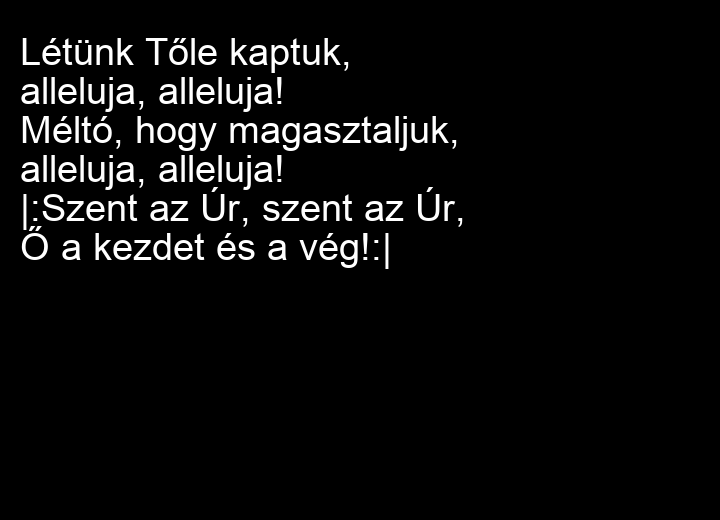 Létünk Tőle kaptuk,
alleluja, alleluja!
Méltó, hogy magasztaljuk,
alleluja, alleluja!
|:Szent az Úr, szent az Úr,
Ő a kezdet és a vég!:|